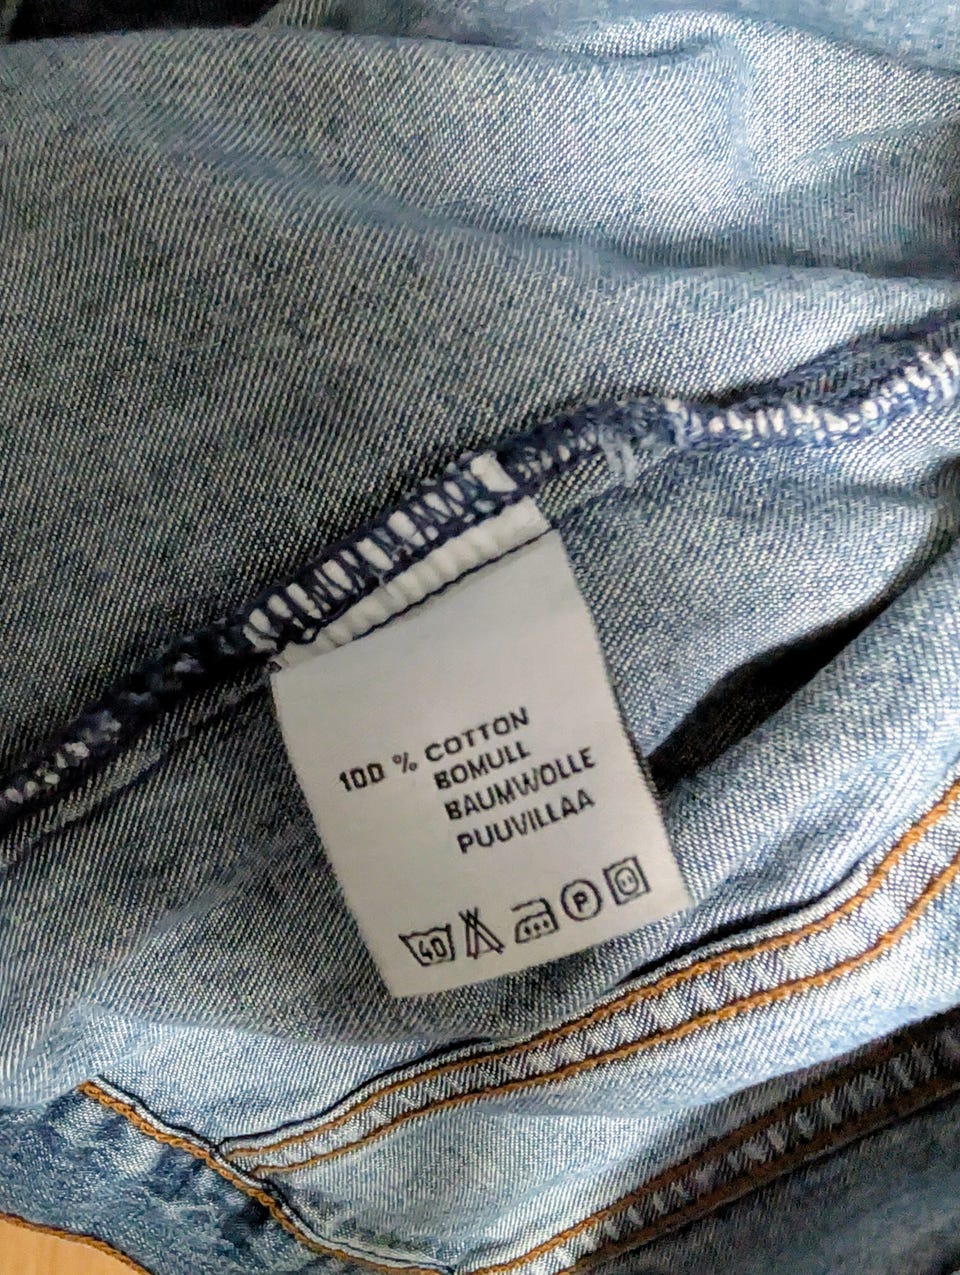 100 % COTTON
BOMULL
BAUMWOLLE
PUUVILLAA
40 P